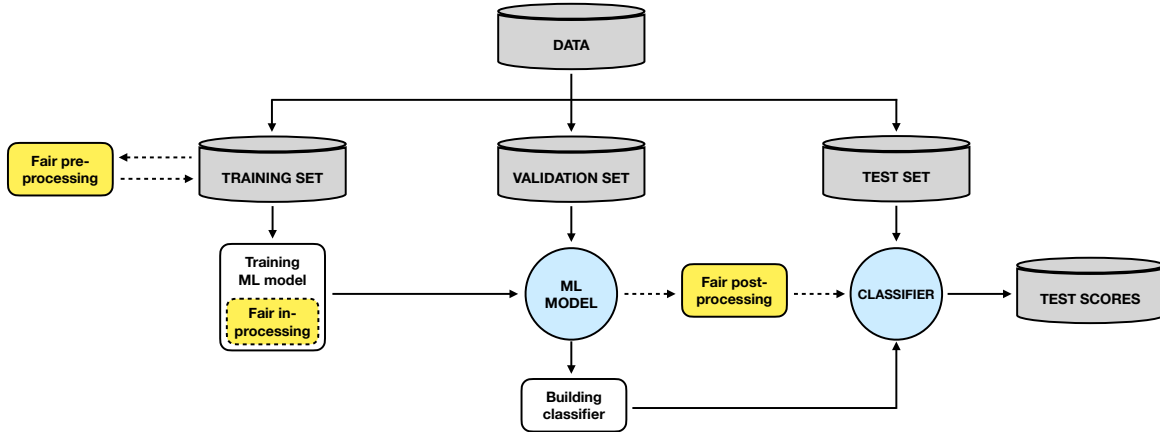 DATA
Fair pre-
processing
TRAINING SET
VALIDATION SET
TEST SET
Training
ML model
Fair in-
processing
ML
MODEL
Fair post-
processing
CLASSIFIER
TEST SCORES
Building
classifier